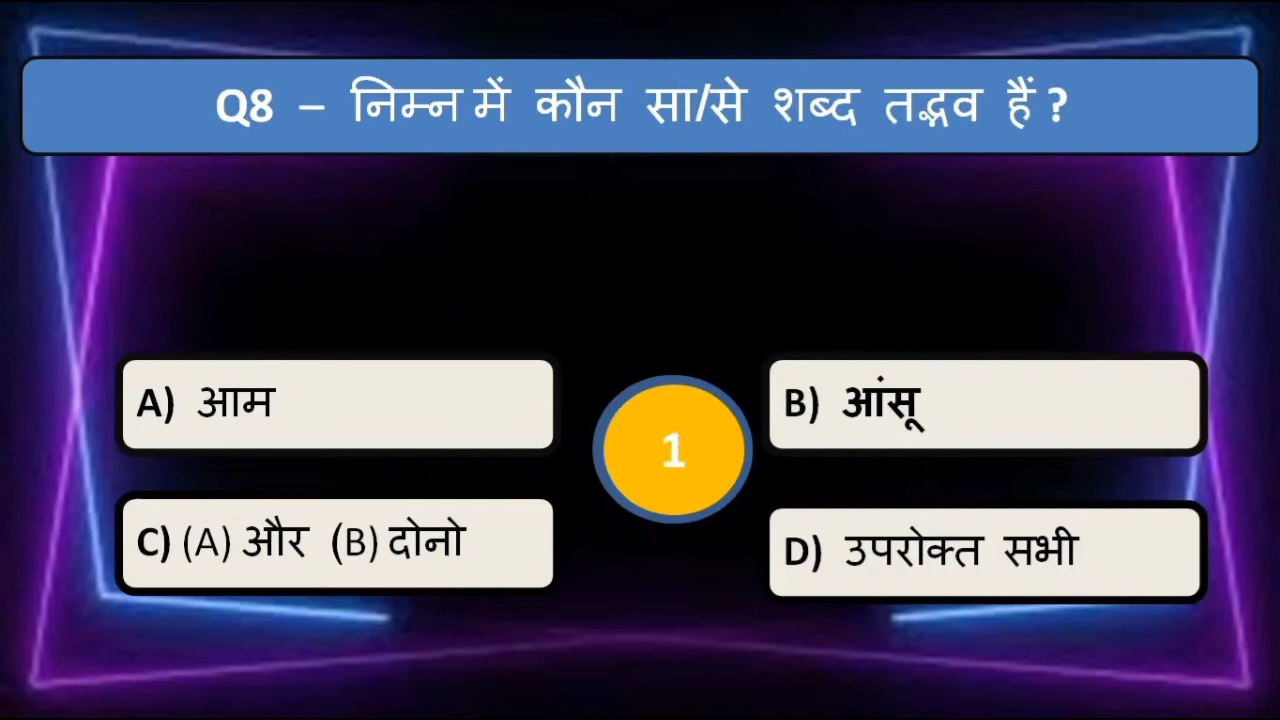 Q8 – निम्न में कौन सा/से शब्द तद्भव हैं ?
A) आम
B) आंसू
1
C) (A) और (B) दोनो
D) उपरोक्त सभी